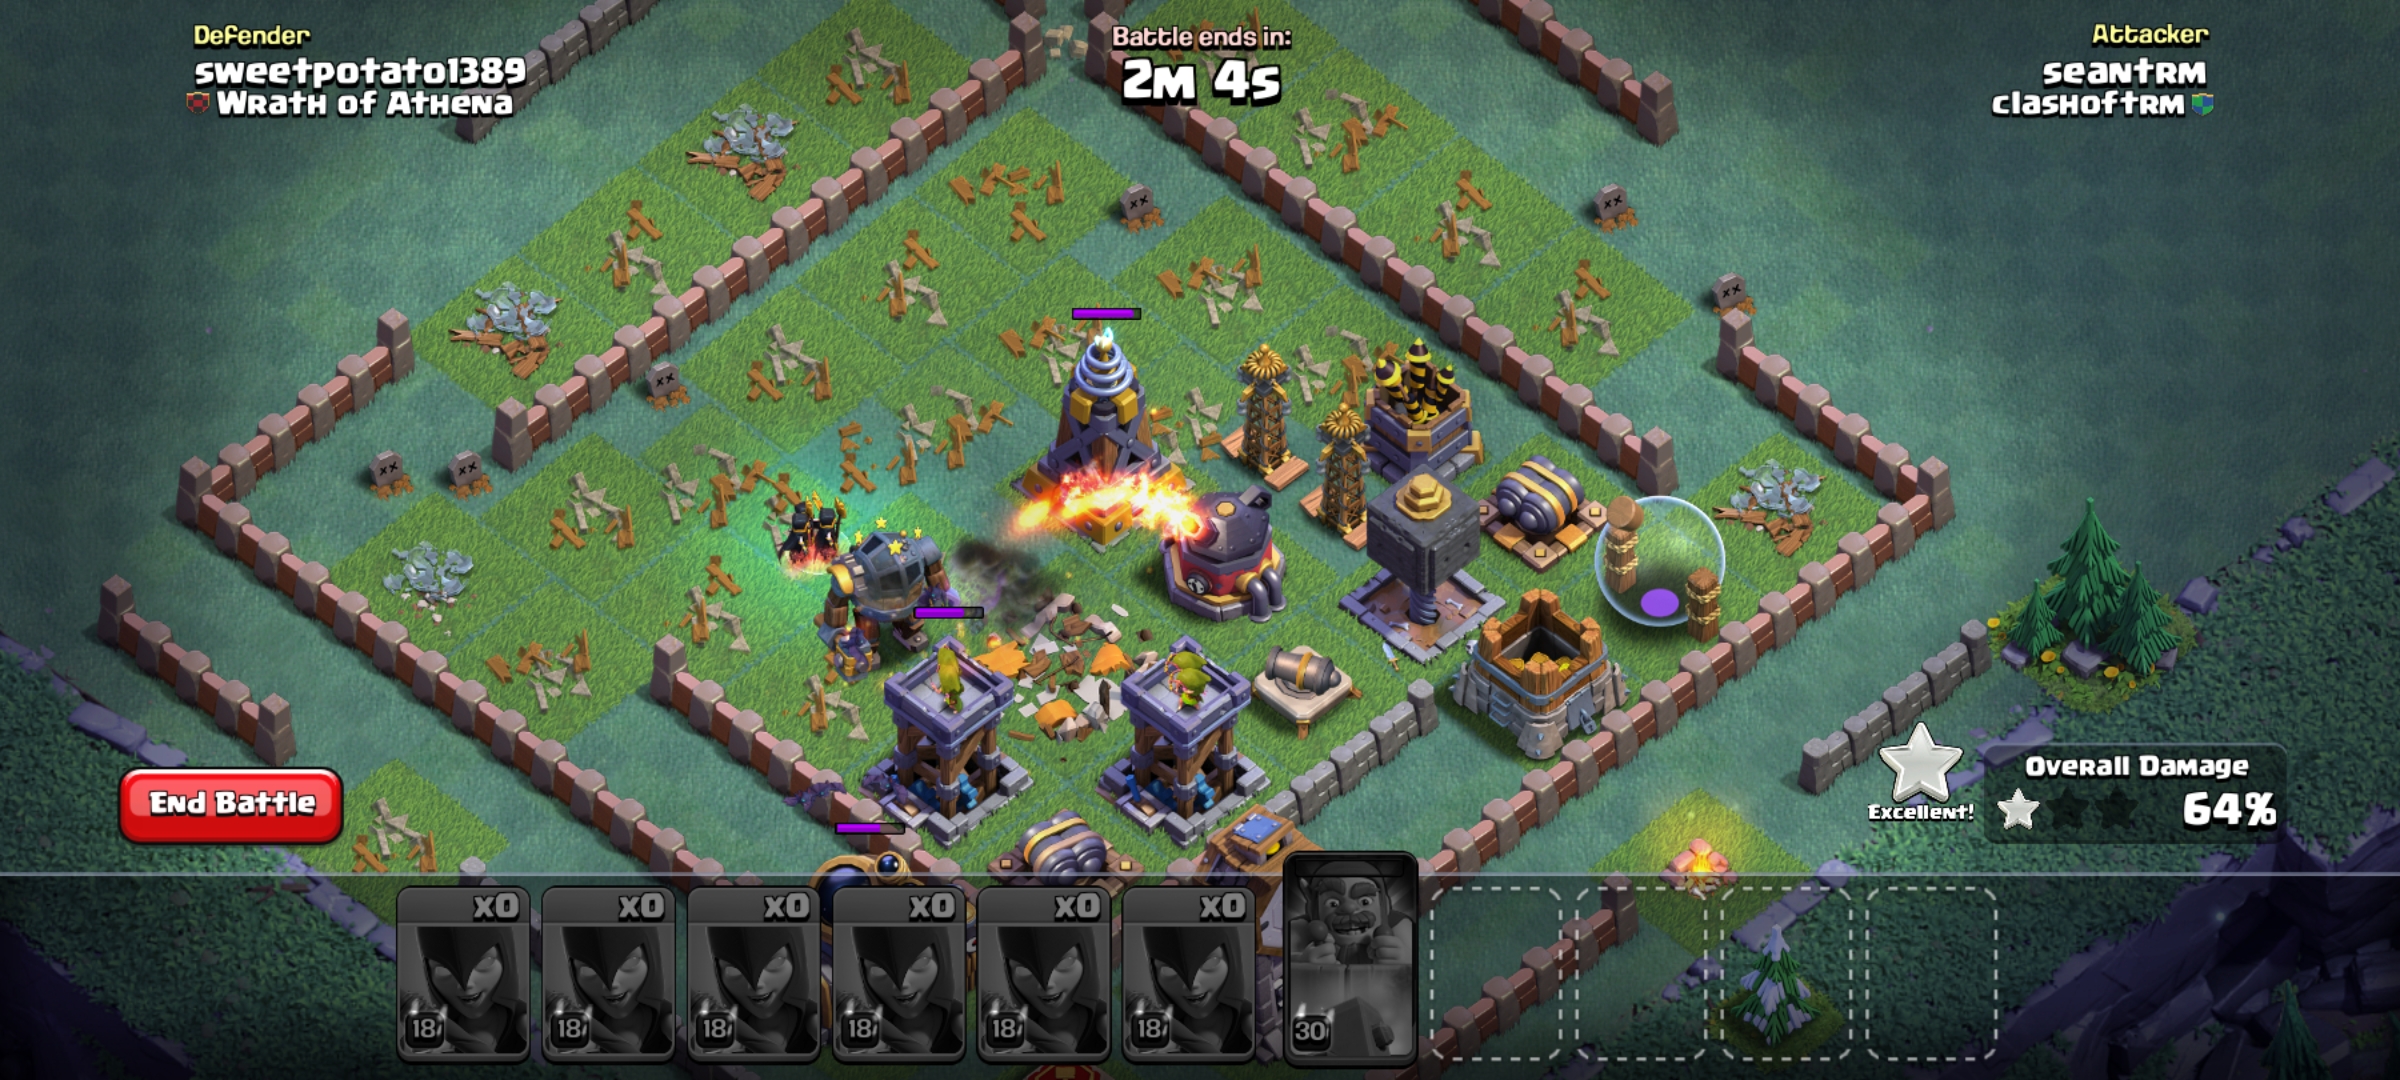 Defender
sweetpotato1389
Wrath of Athena
Battle ends in:
2m 4s
Attacker
seantrm
clashoftrm
End Battle
Excellent!
Overall Damage
64%
x0
x0
x0
x0
x0
x0
18
18
18
18
18
18
30